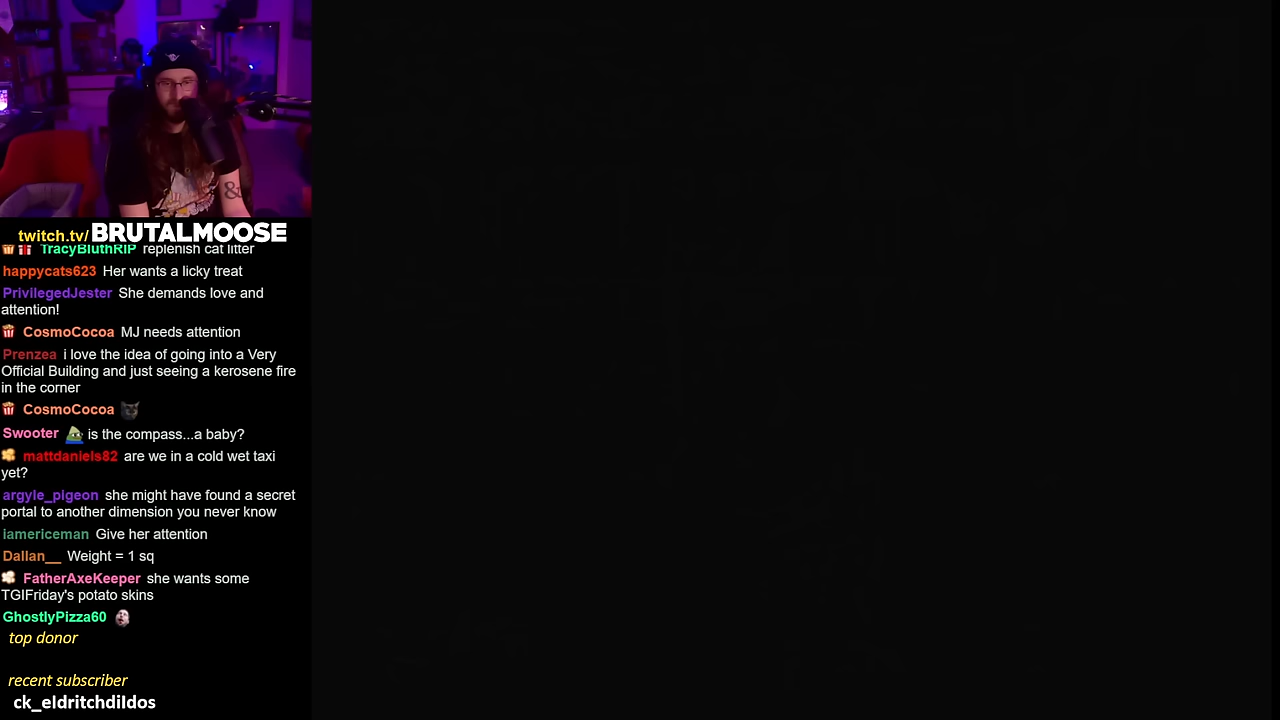 &
twitch.tv/BRUTALMOOSE
TracyBluthRIP replenish cat litter
happycats623 Her wants a licky treat
PrivilegedJester She demands love and
attention!
CosmoCocoa MJ needs attention
Prenzea i love the idea of going into a Very
Official Building and just seeing a kerosene fire
in the corner
CosmoCocoa
Swooter is the compass...a baby?
mattdaniels82 are we in a cold wet taxi
yet?
argyle_pigeon she might have found a secret
portal to another dimension you never know
iamericeman Give her attention
Dallan__ Weight = 1 sq
FatherAxeKeeper she wants some
TGIFriday's potato skins
GhostlyPizza60
top donor
recent subscriber
ck_eldritchdildos